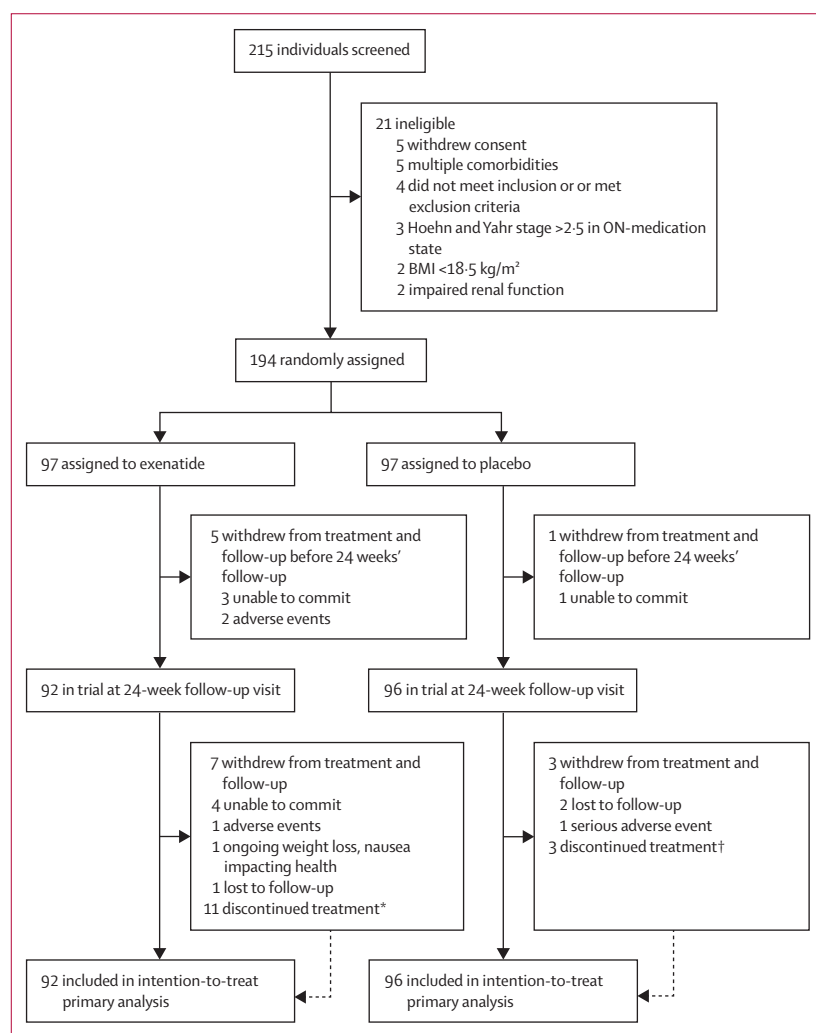 215 individuals screened
21 ineligible
5 withdrew consent
5 multiple comorbidities
4 did not meet inclusion or or met
exclusion criteria
3 Hoehn and Yahr stage >2·5 in ON-medication
state
2 BMI <18·5 kg/m²
2 impaired renal function
194 randomly assigned
97 assigned to exenatide
97 assigned to placebo
5 withdrew from treatment and
follow-up before 24 weeks'
follow-up
3 unable to commit
2 adverse events
1 withdrew from treatment and
follow-up before 24 weeks'
follow-up
1 unable to commit
92 in trial at 24-week follow-up visit
96 in trial at 24-week follow-up visit
7 withdrew from treatment and
follow-up
4 unable to commit
1 adverse events
1 ongoing weight loss, nausea
impacting health
1 lost to follow-up
11 discontinued treatment*
3 withdrew from treatment and
follow-up
2 lost to follow-up
1 serious adverse event
3 discontinued treatment†
92 included in intention-to-treat
primary analysis
96 included in intention-to-treat
primary analysis